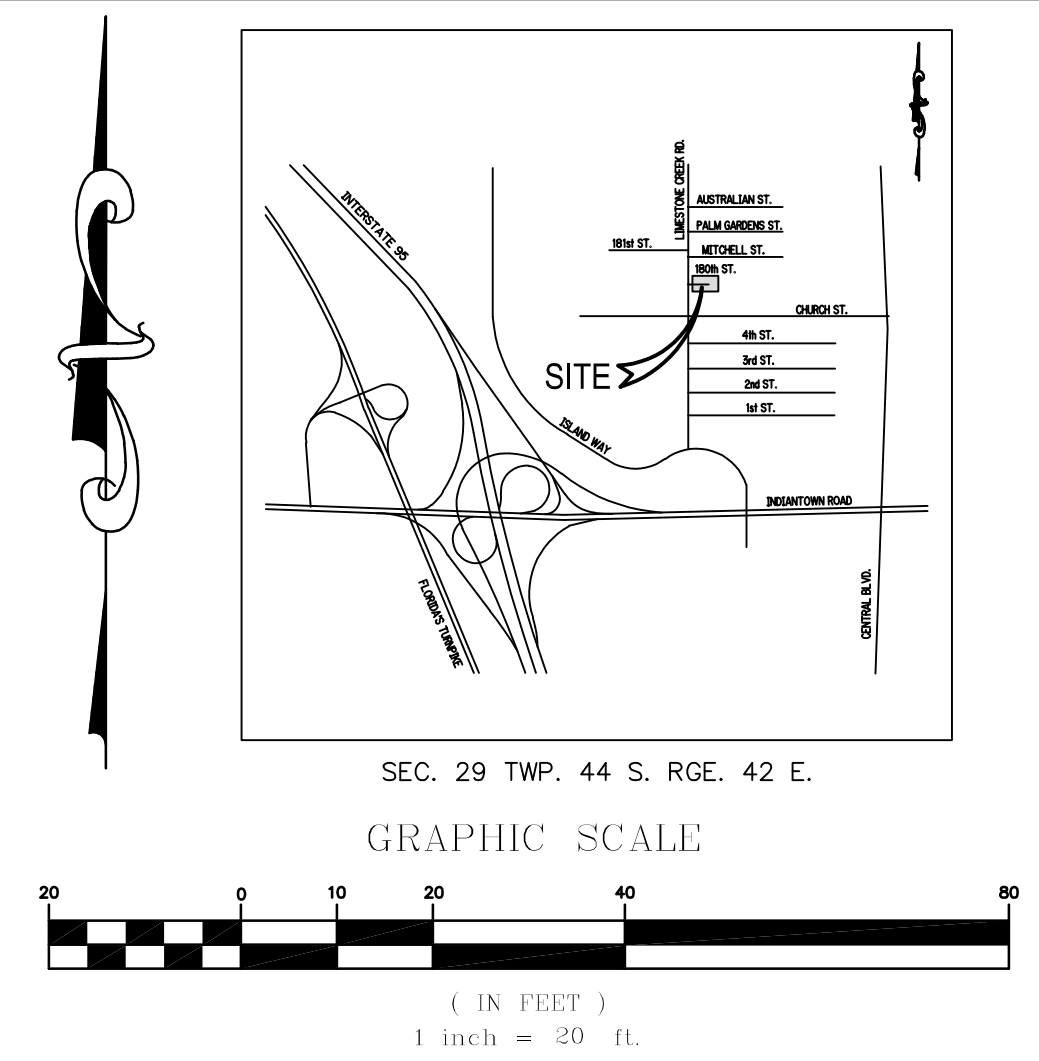 LIMESTONE CREEK RD.
AUSTRALIAN ST.
INTERSTATE 95
PALM GARDENS ST.
181st ST.
MITCHELL ST.
180th ST.
CHURCH ST.
4th ST.
3rd ST.
SITE
2nd ST.
1st ST.
ISLAND WAY
INDIANTOWN ROAD
FLORIDA'S TURNPIKE
CENTRAL BLVD.
SEC. 29 TWP. 44 S. RGE. 42 E.
GRAPHIC SCALE
20 0 10 20 40 80
( IN FEET )
1 inch = 20 ft.